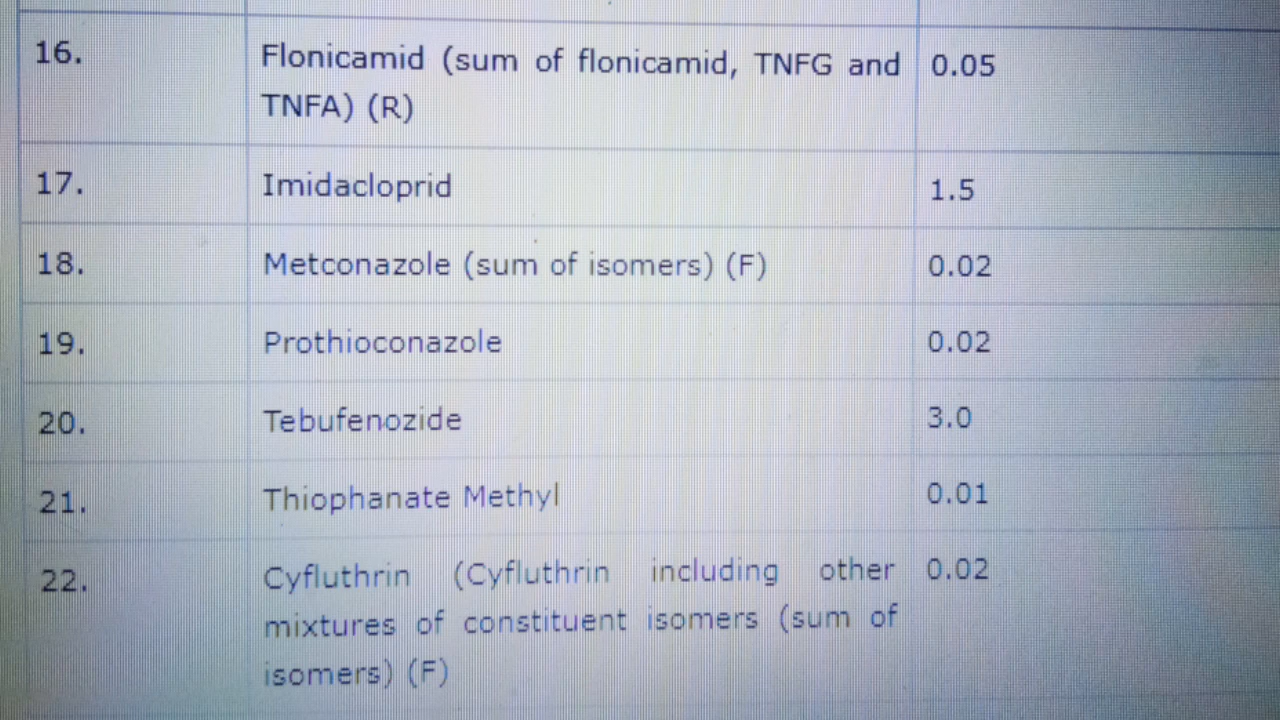 16. Flonicamid (sum of flonicamid, TNFG and 0.05
TNFA) (R)
17. Imidacloprid 1.5
18. Metconazole (sum of isomers) (F) 0.02
19. Prothioconazole 0.02
20. Tebufenozide 3.0
21. Thiophanate Methyl 0.01
22. Cyfluthrin (Cyfluthrin including other 0.02
mixtures of constituent isomers (sum of
isomers) (F)